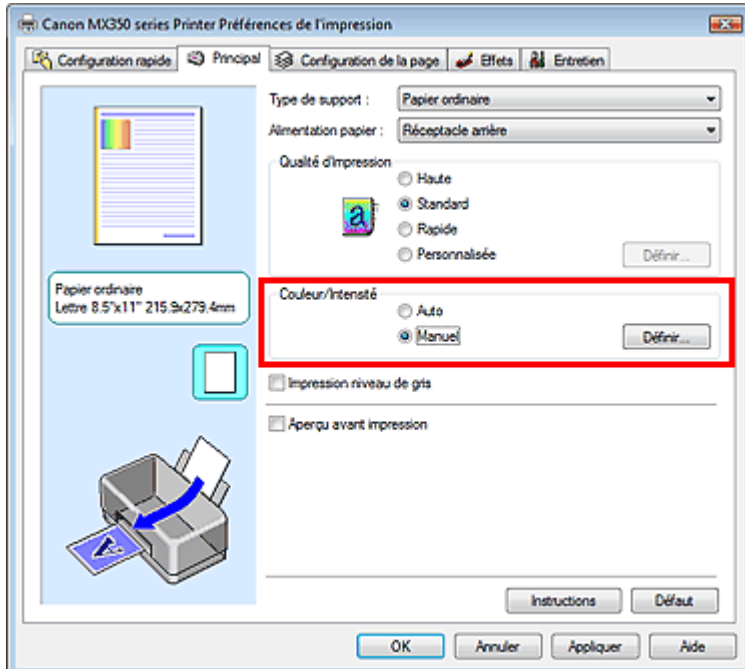 Canon MX350 series Printer Préférences de l'impression
Configuration rapide
Principal
Configuration de la page
Effets
Entretien
Type de support :
Papier ordinaire
Alimentation papier :
Réceptacle arrière
Qualité d'impression
Haute
a
Standard
Rapide
Personnalisée
Définir...
Papier ordinaire
Lettre 8.5"x11" 215.9x279.4mm
Couleur/Intensité
Auto
Manuel
Définir...
Impression niveau de gris
Aperçu avant impression
A
Instructions
Défaut
OK
Annuler
Appliquer
Aide